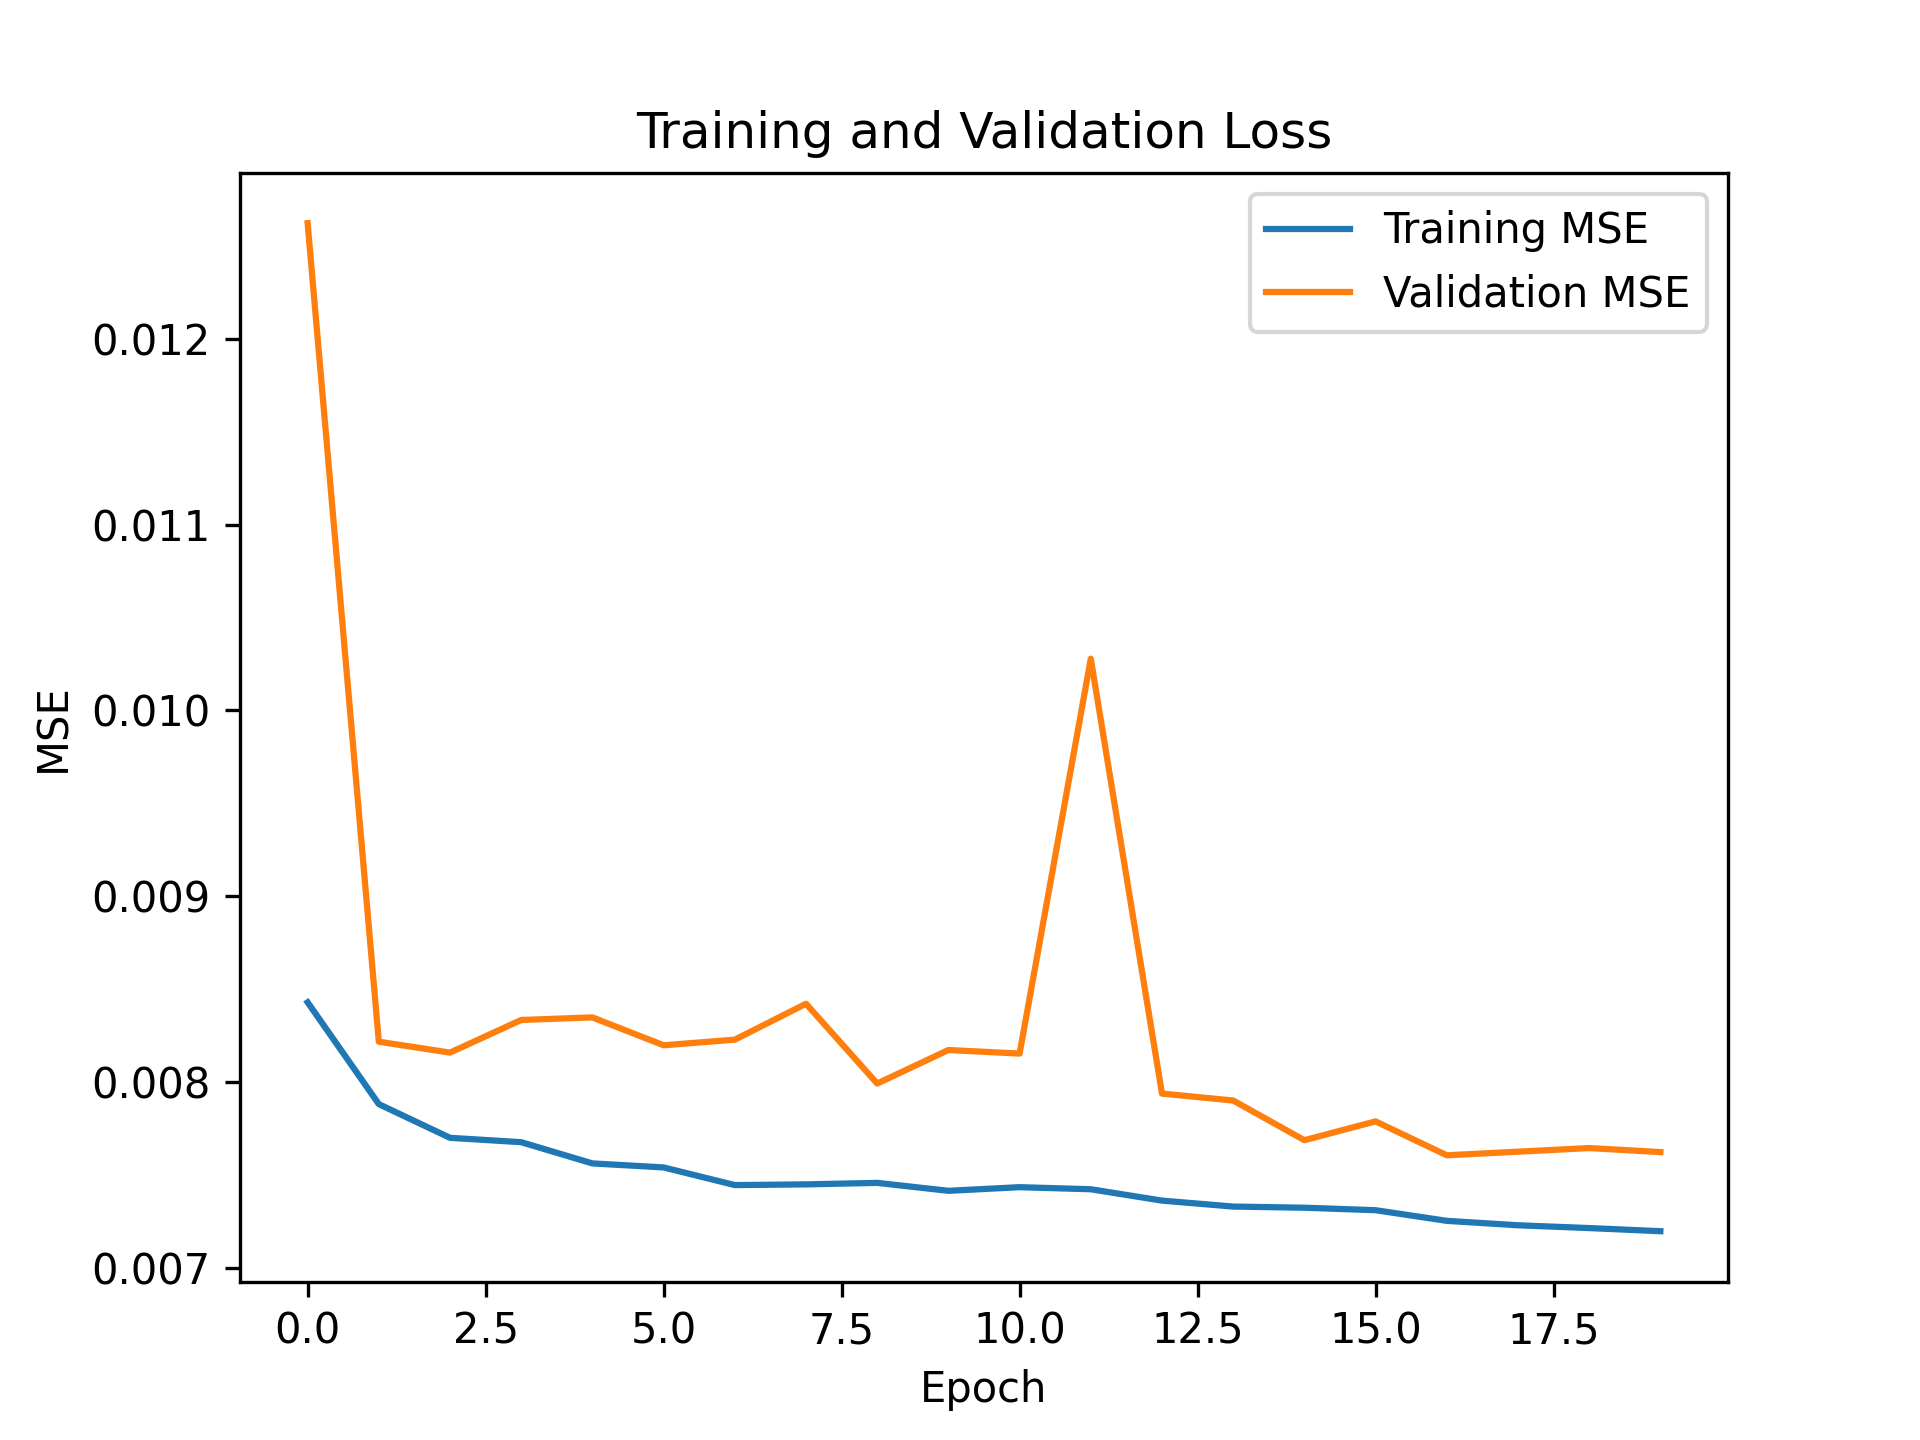 Training and Validation Loss
Training MSE
Validation MSE
0.012
0.011
0.010
0.009
0.008
0.007
MSE
0.0 2.5 5.0 7.5 10.0 12.5 15.0 17.5
Epoch